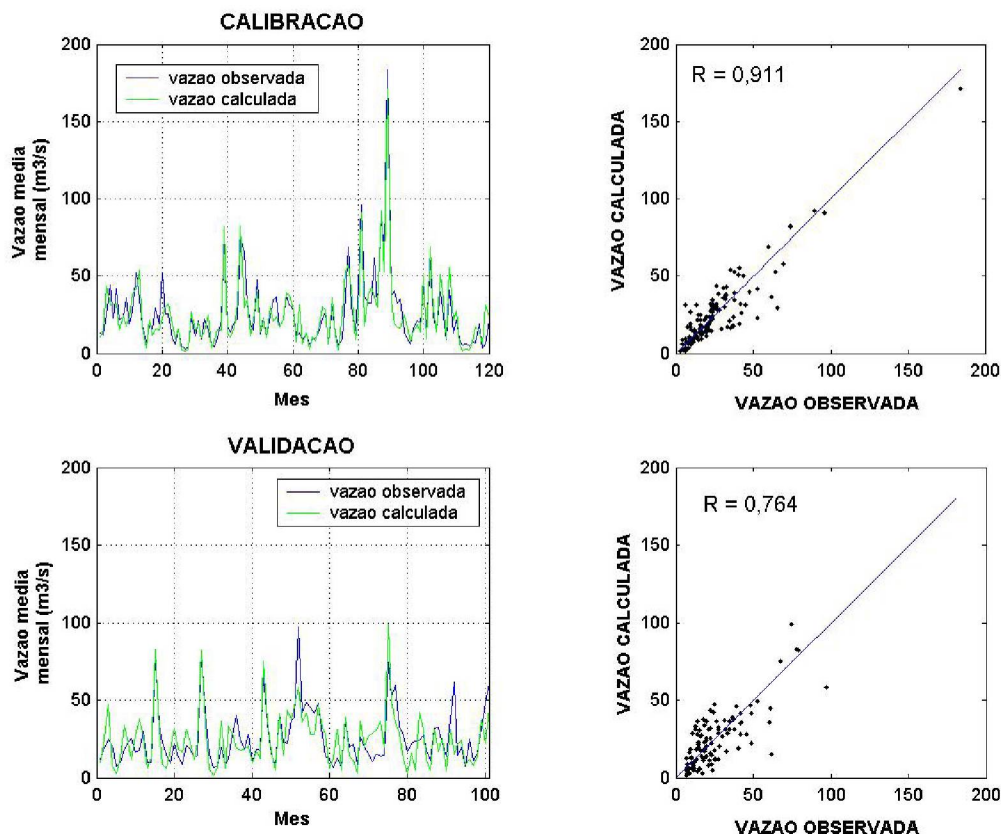 CALIBRACAO
200
150
100
50
0
Vazao media
mensal (m3/s)
vazao observada
vazao calculada
0 20 40 60 80 100 120
Mes
R = 0,911
200
150
100
50
0
VAZAO CALCULADA
0 50 100 150 200
VAZAO OBSERVADA
VALIDACAO
200
150
100
50
0
Vazao media
mensal (m3/s)
vazao observada
vazao calculada
0 20 40 60 80 100
Mes
R = 0,764
200
150
100
50
0
VAZAO CALCULADA
0 50 100 150 200
VAZAO OBSERVADA